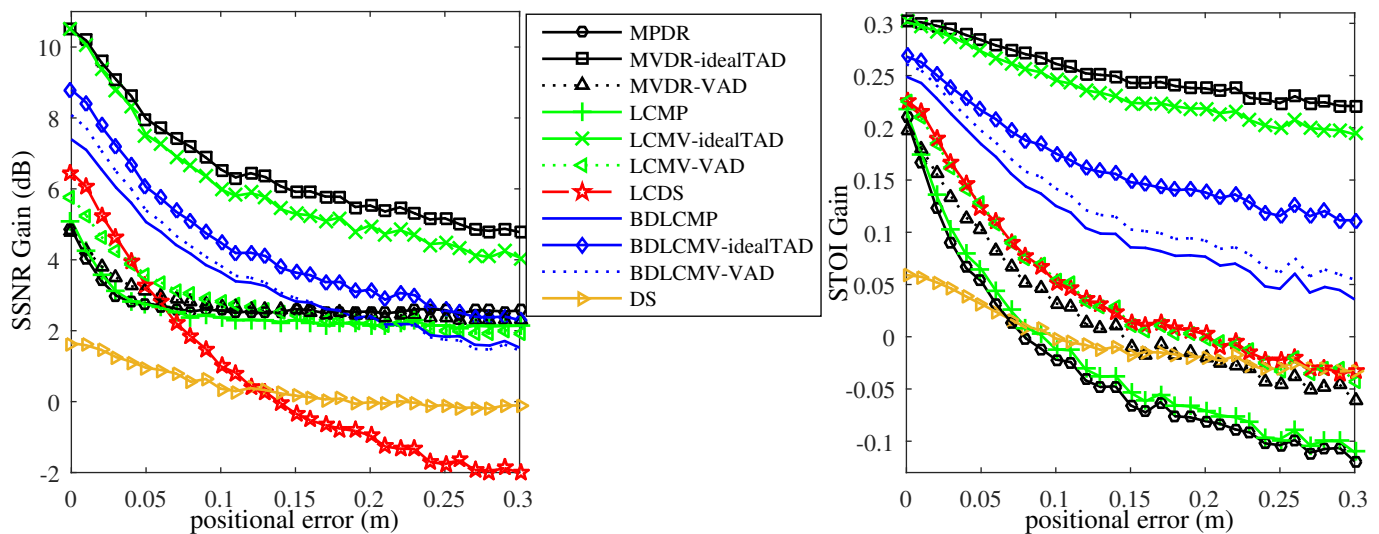 SSNR Gain (dB)
10
8
6
4
2
0
-2
0
0.05
0.1
0.15
0.2
0.25
0.3
positional error (m)
MPDR
MVDR-idealTAD
MVDR-VAD
LCMP
LCMV-idealTAD
LCMV-VAD
LCDS
BDLCMP
BDLCMV-idealTAD
BDLCMV-VAD
DS
STOI Gain
0.3
0.25
0.2
0.15
0.1
0.05
0
-0.05
-0.1
0
0.05
0.1
0.15
0.2
0.25
0.3
positional error (m)